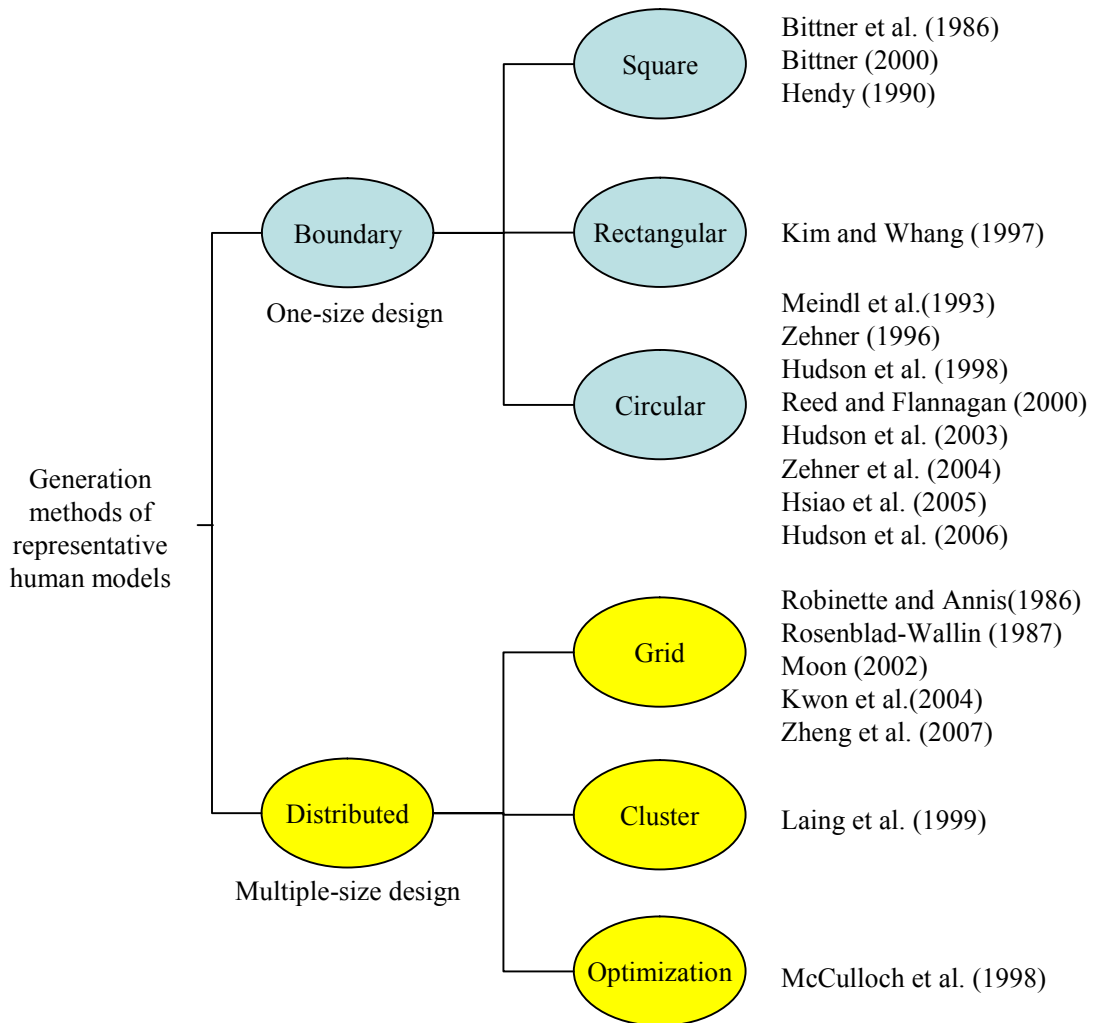 Generation
methods of
representative
human models
Boundary
One-size design
Square
Bittner et al. (1986)
Bittner (2000)
Hendy (1990)
Rectangular
Kim and Whang (1997)
Circular
Meindl et al.(1993)
Zehner (1996)
Hudson et al. (1998)
Reed and Flannagan (2000)
Hudson et al. (2003)
Zehner et al. (2004)
Hsiao et al. (2005)
Hudson et al. (2006)
Distributed
Multiple-size design
Grid
Robinette and Annis(1986)
Rosenblad-Wallin (1987)
Moon (2002)
Kwon et al.(2004)
Zheng et al. (2007)
Cluster
Laing et al. (1999)
Optimization
McCulloch et al. (1998)